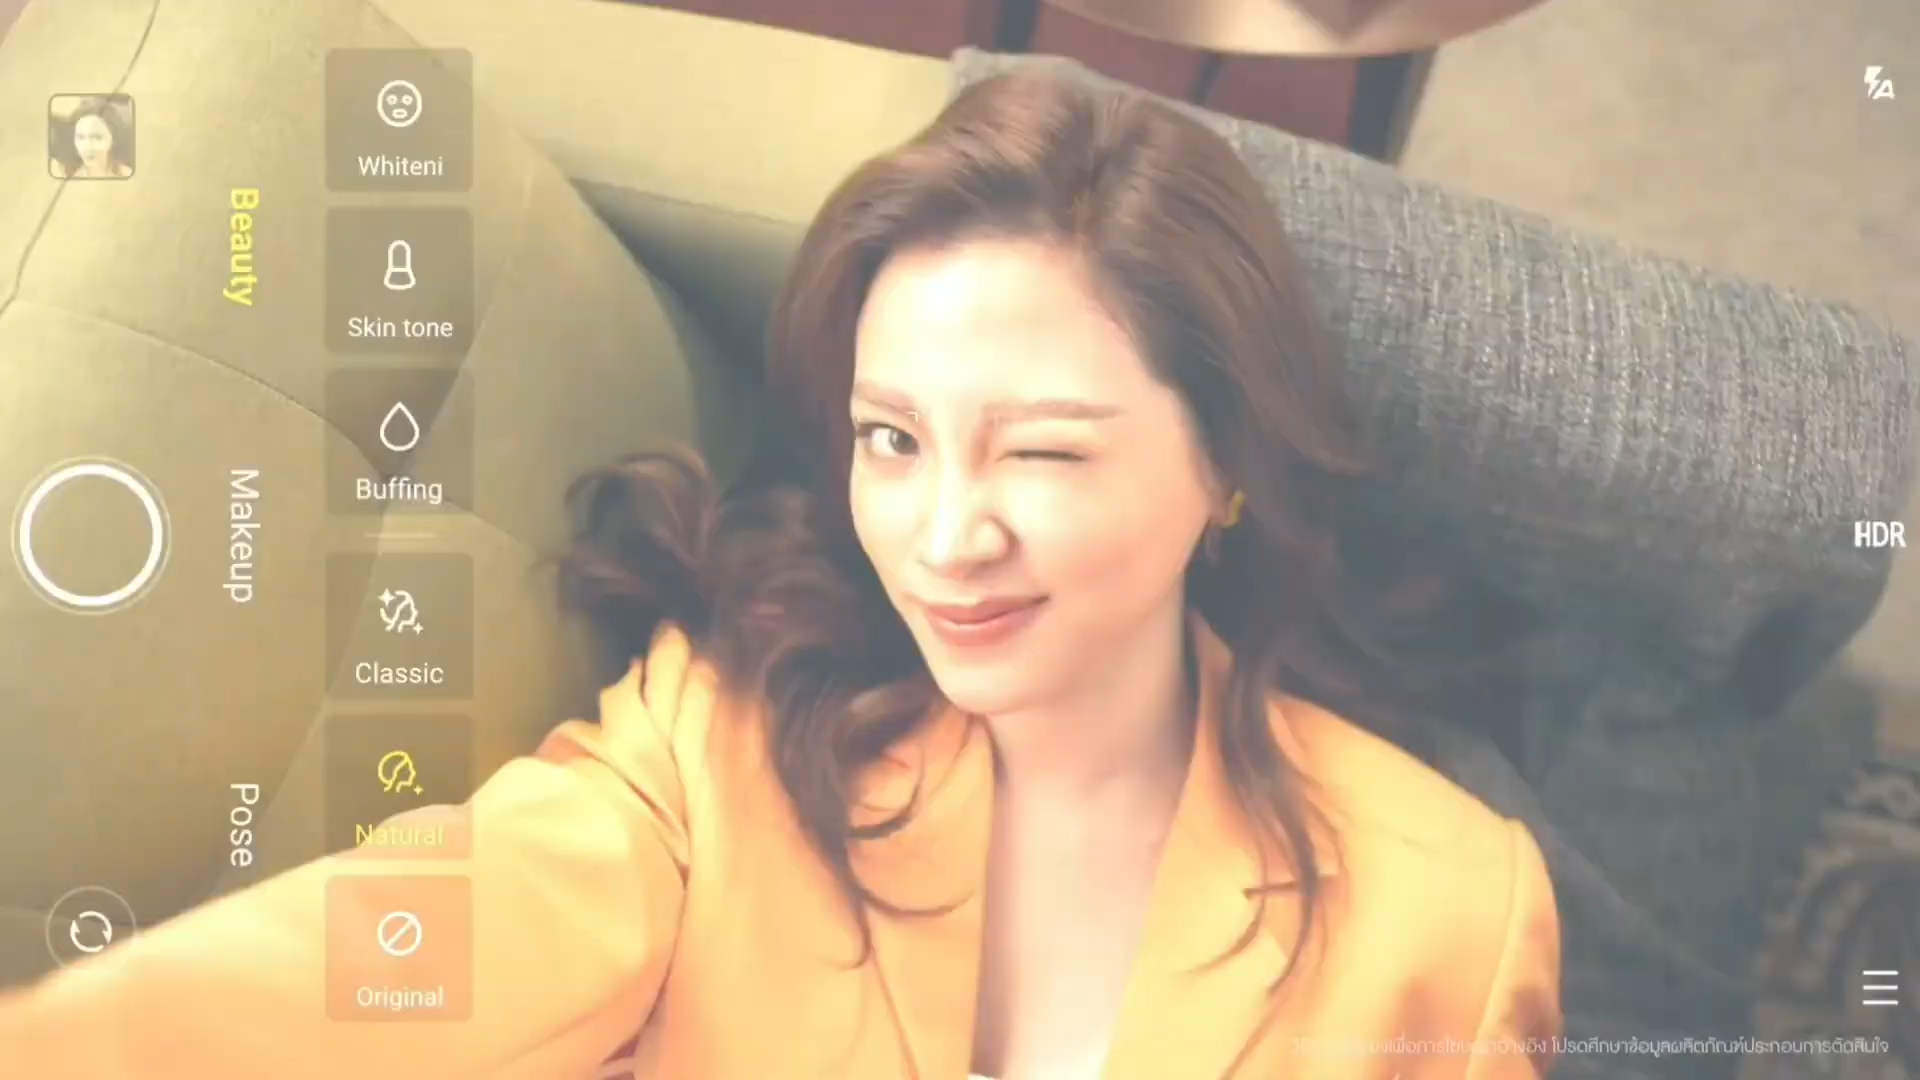 Whiteni
Skin tone
Buffing
Classic
Natural
Original
Beauty
Makeup
Pose
HDR
โปรดศึกษาข้อมูลผลิตภัณฑ์ประกอบการตัดสินใจ